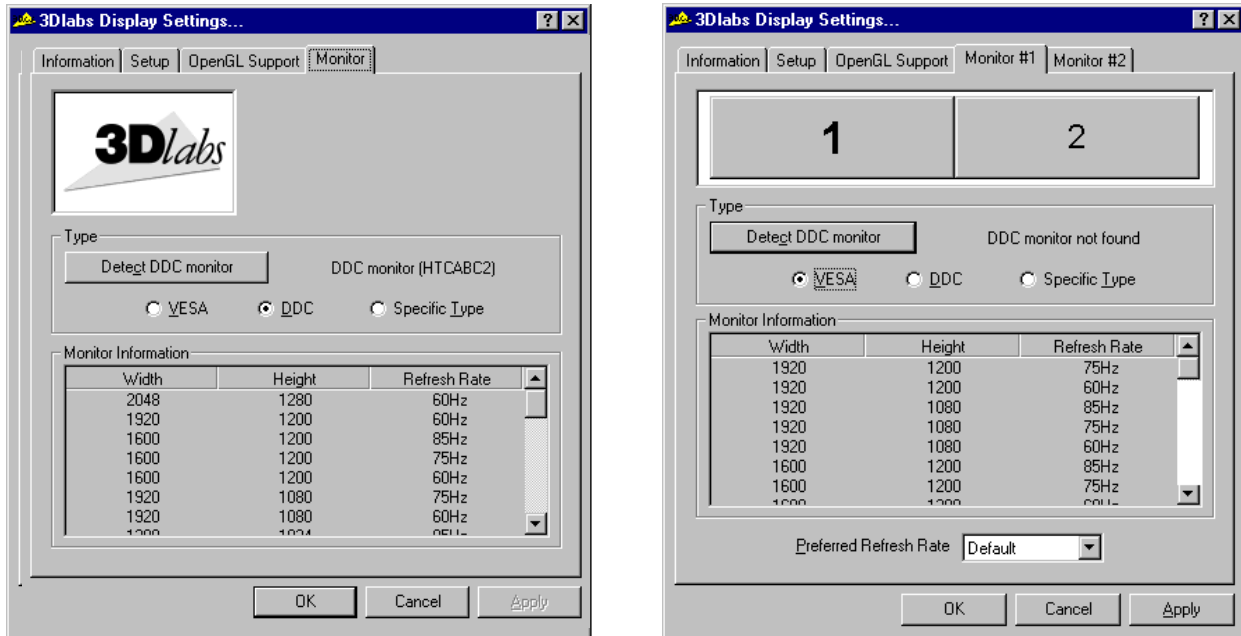 3Dlabs Display Settings...
Information Setup OpenGL Support Monitor
3Dlabs
Type
Detect DDC monitor DDC monitor (HTCABC2)
VESA DDC Specific Type
Monitor Information
Width Height Refresh Rate
2048 1280 60Hz
1920 1200 60Hz
1600 1200 85Hz
1600 1200 75Hz
1600 1200 60Hz
1920 1080 75Hz
1920 1080 60Hz
OK Cancel Apply
3Dlabs Display Settings...
Information Setup OpenGL Support Monitor #1 Monitor #2
1 2
Type
Detect DDC monitor DDC monitor not found
VESA DDC Specific Type
Monitor Information
Width Height Refresh Rate
1920 1200 75Hz
1920 1200 60Hz
1920 1080 85Hz
1920 1080 75Hz
1920 1080 60Hz
1600 1200 85Hz
1600 1200 75Hz
Preferred Refresh Rate Default
OK Cancel Apply